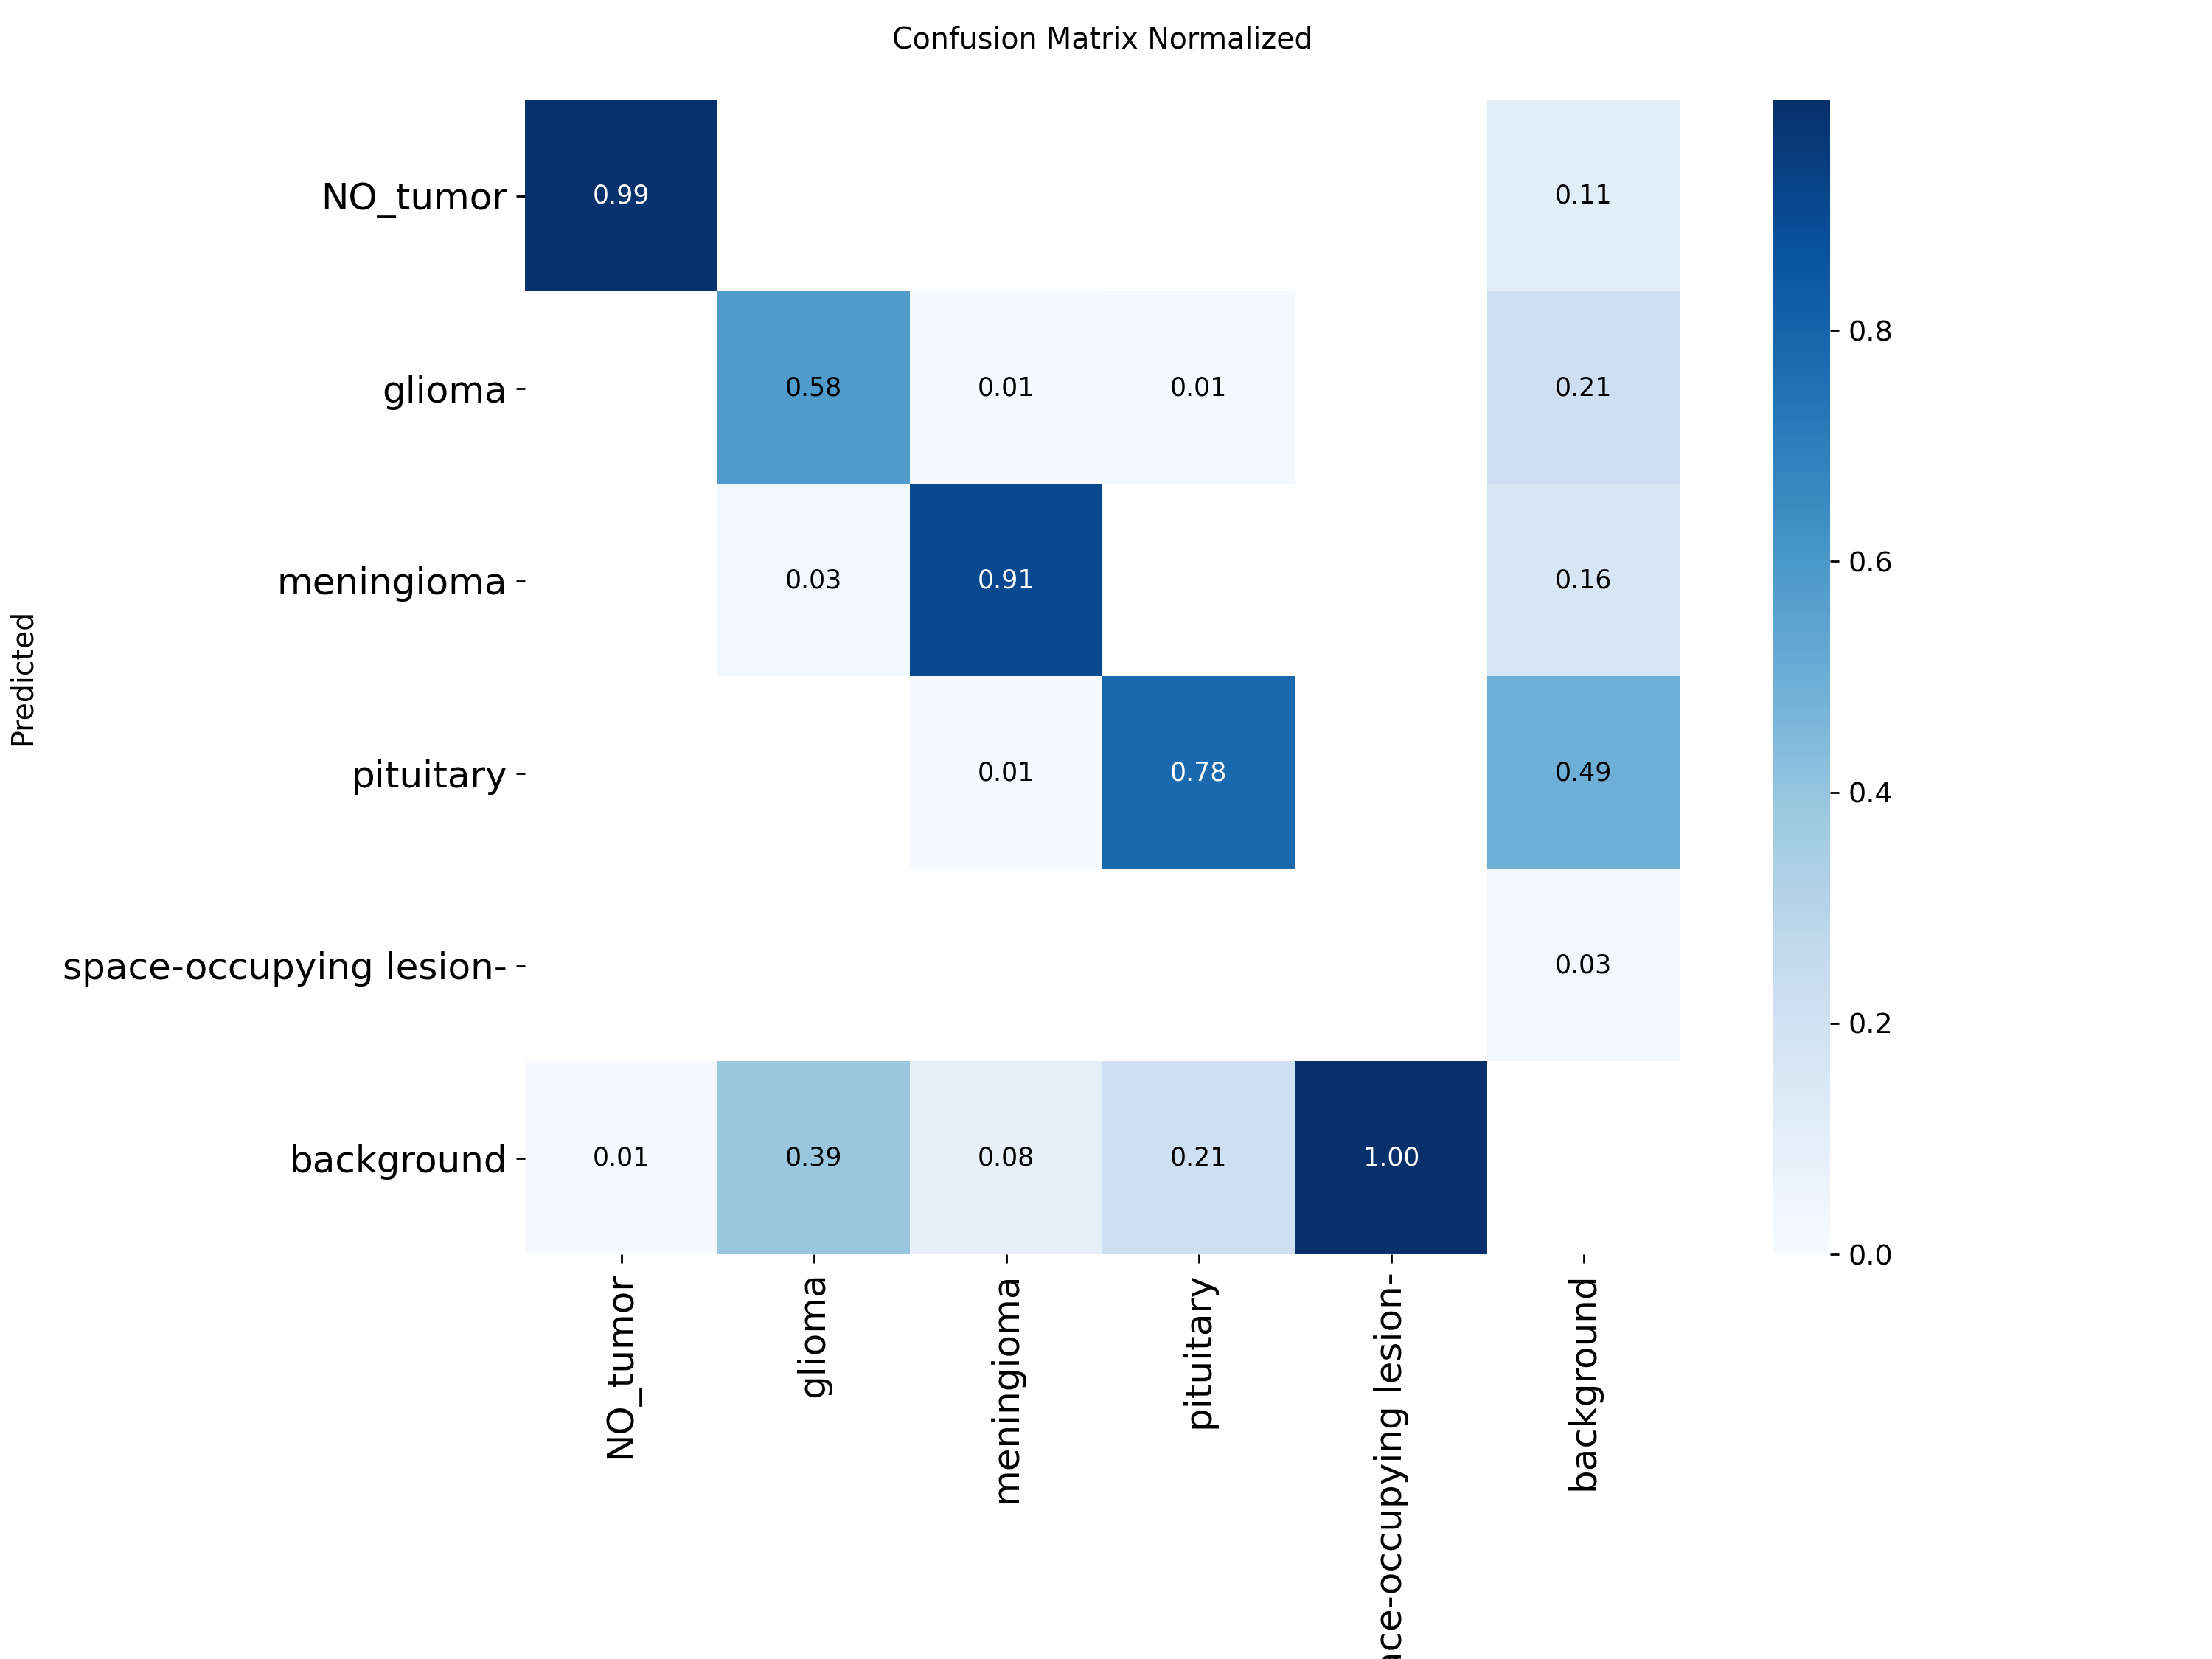 Confusion Matrix Normalized
NO_tumor 0.99 0.11
glioma 0.58 0.01 0.01 0.21 0.8
meningioma 0.03 0.91 0.16 0.6
Predicted
pituitary 0.01 0.78 0.49 0.4
space-occupying lesion- 0.03
0.2
background 0.01 0.39 0.08 0.21 1.00
0.0
NO_tumor
glioma
meningioma
pituitary
ace-occupying lesion-
background